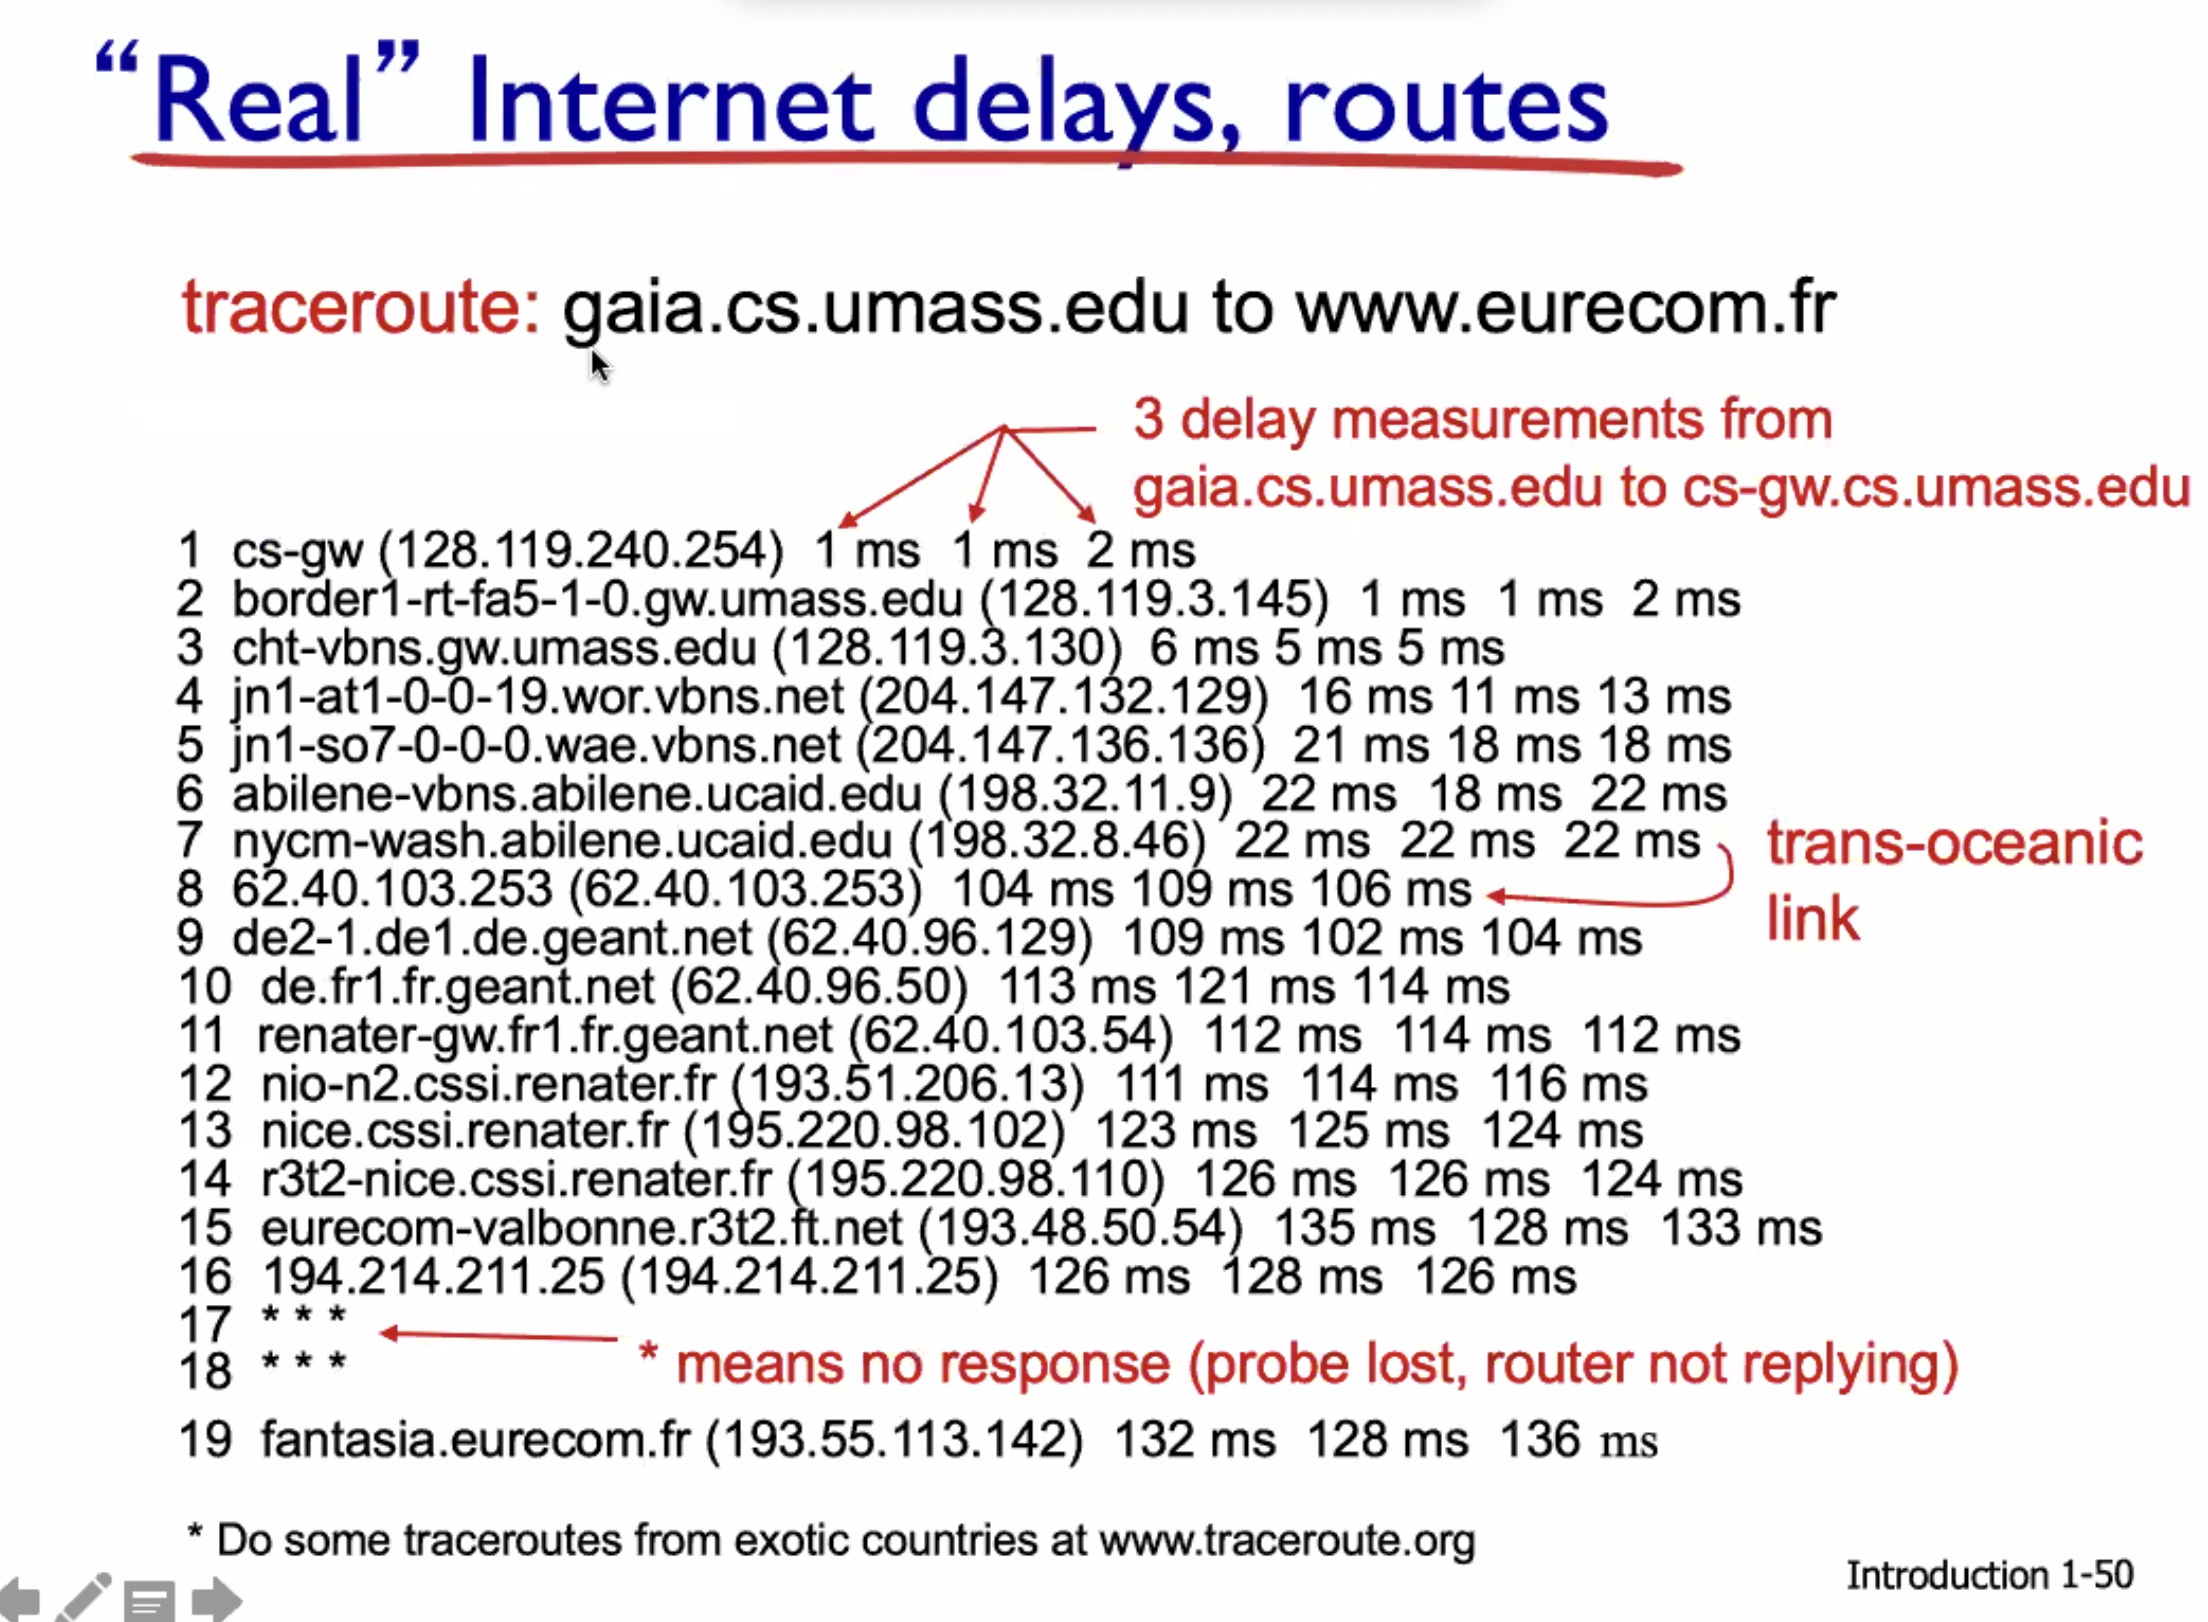 “Real” Internet delays, routes
traceroute: gaia.cs.umass.edu to www.eurecom.fr
3 delay measurements from
gaia.cs.umass.edu to cs-gw.cs.umass.edu
1 cs-gw (128.119.240.254) 1 ms 1 ms 2 ms
2 border1-rt-fa5-1-0.gw.umass.edu (128.119.3.145) 1 ms 1 ms 2 ms
3 cht-vbns.gw.umass.edu (128.119.3.130) 6 ms 5 ms 5 ms
4 jn1-at1-0-0-19.wor.vbns.net (204.147.132.129) 16 ms 11 ms 13 ms
5 jn1-so7-0-0-0.wae.vbns.net (204.147.136.136) 21 ms 18 ms 18 ms
6 abilene-vbns.abilene.ucaid.edu (198.32.11.9) 22 ms 18 ms 22 ms
7 nycm-wash.abilene.ucaid.edu (198.32.8.46) 22 ms 22 ms 22 ms
trans-oceanic
link
8 62.40.103.253 (62.40.103.253) 104 ms 109 ms 106 ms
9 de2-1.de1.de.geant.net (62.40.96.129) 109 ms 102 ms 104 ms
10 de.fr1.fr.geant.net (62.40.96.50) 113 ms 121 ms 114 ms
11 renater-gw.fr1.fr.geant.net (62.40.103.54) 112 ms 114 ms 112 ms
12 nio-n2.cssi.renater.fr (193.51.206.13) 111 ms 114 ms 116 ms
13 nice.cssi.renater.fr (195.220.98.102) 123 ms 125 ms 124 ms
14 r3t2-nice.cssi.renater.fr (195.220.98.110) 126 ms 126 ms 124 ms
15 eurecom-valbonne.r3t2.ft.net (193.48.50.54) 135 ms 128 ms 133 ms
16 194.214.211.25 (194.214.211.25) 126 ms 128 ms 126 ms
17 * * *
18 * * *
* means no response (probe lost, router not replying)
19 fantasia.eurecom.fr (193.55.113.142) 132 ms 128 ms 136 ms
* Do some traceroutes from exotic countries at www.traceroute.org
Introduction 1-50